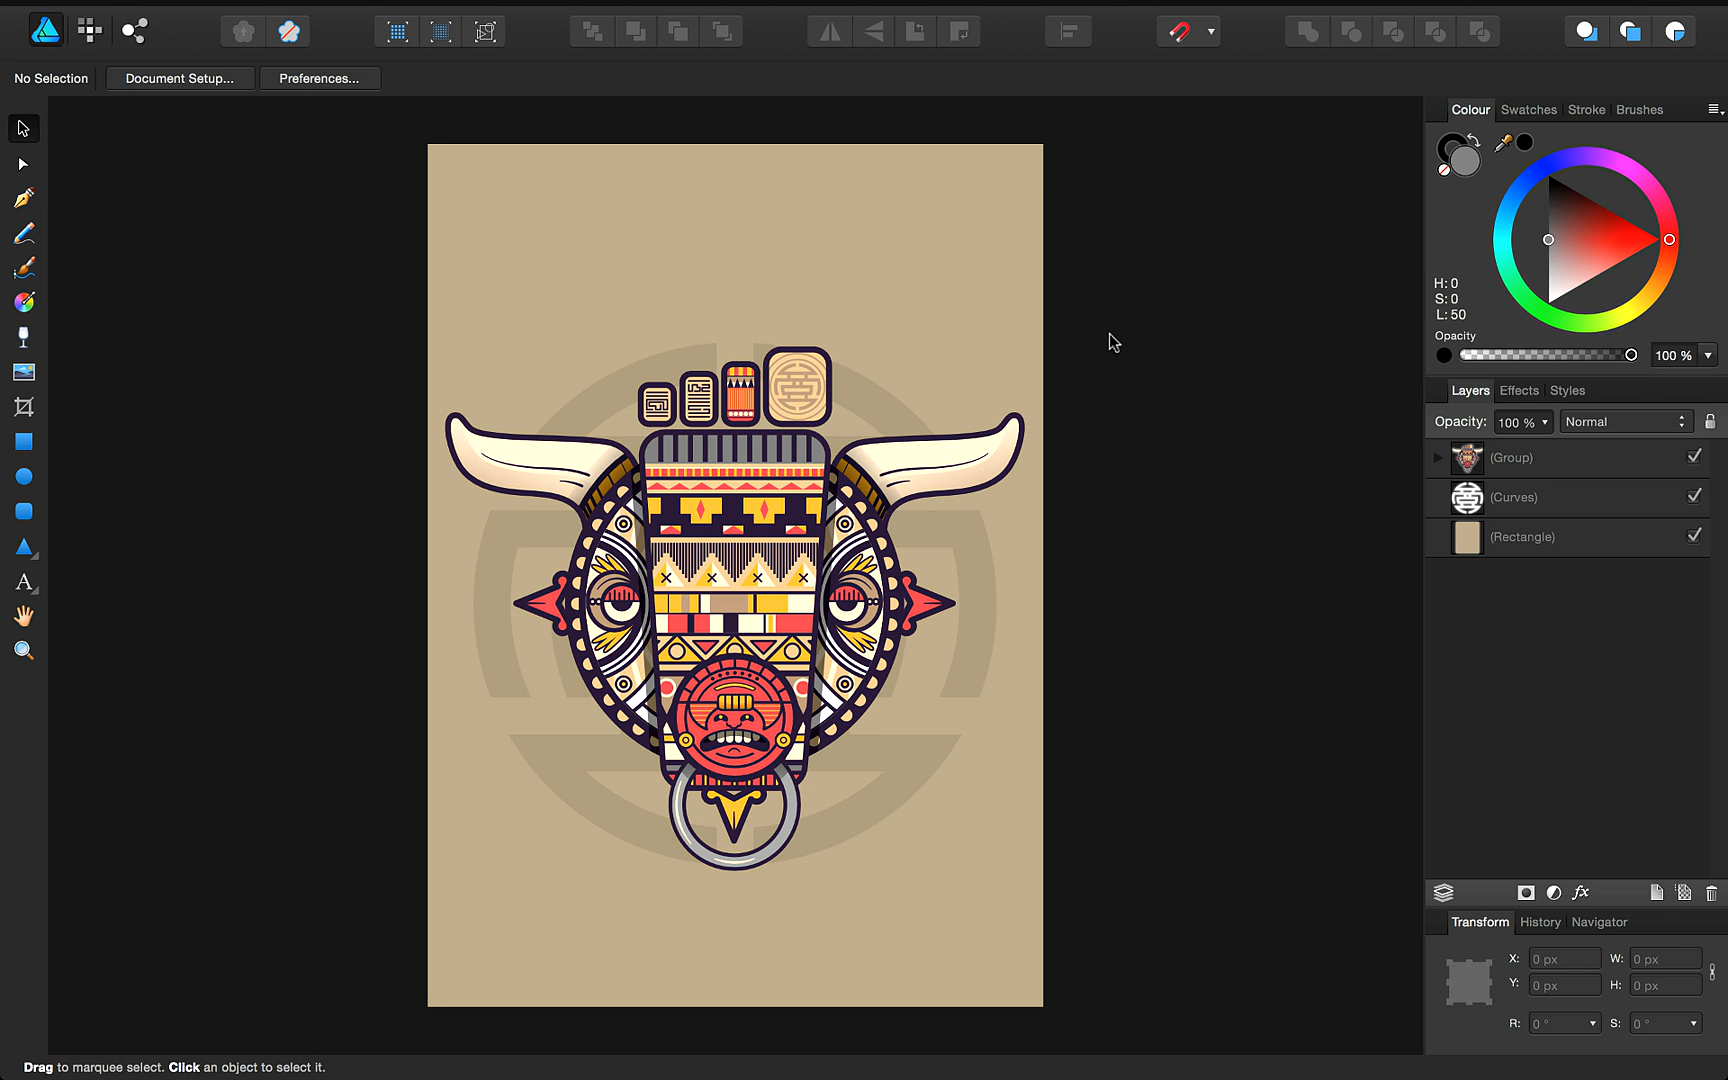 No Selection
Document Setup...
Preferences...
Colour Swatches Stroke Brushes
H: 0
S: 0
L: 50
Opacity
100 %
Layers Effects Styles
Opacity: 100 % Normal
(Group)
(Curves)
(Rectangle)
fx
Transform History Navigator
X: 0 px W: 0 px
Y: 0 px H: 0 px
R: 0 ° S: 0 °
A
Drag to marquee select. Click an object to select it.